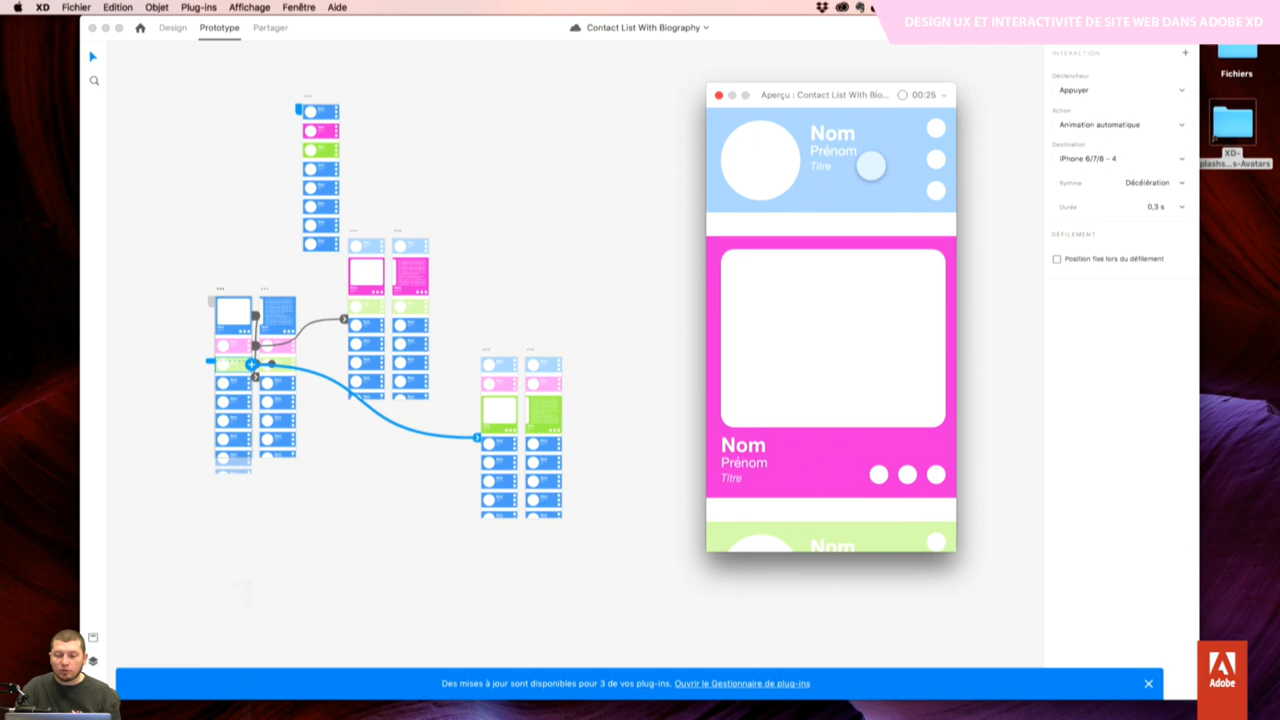 XD Fichier Edition Objet Plug-ins Affichage Fenêtre Aide
DESIGN UX ET INTERACTIVITÉ DE SITE WEB DANS ADOBE XD
Design Prototype Partager
Contact List With Biography
INTERACTION
Déclencheur
Appuyer
Action
Animation automatique
Destination
iPhone 6/7/8 – 4
Rythme Décélération
Durée 0,3 s
DÉFILEMENT
Position fixe lors du défilement
Fichiers
XD-
plashs...s-Avatars
Aperçu : Contact List With Bio... 00:25
Nom
Prénom
Titre
Nom
Prénom
Titre
Nom
Des mises à jour sont disponibles pour 3 de vos plug-ins. Ouvrir le Gestionnaire de plug-ins
Adobe